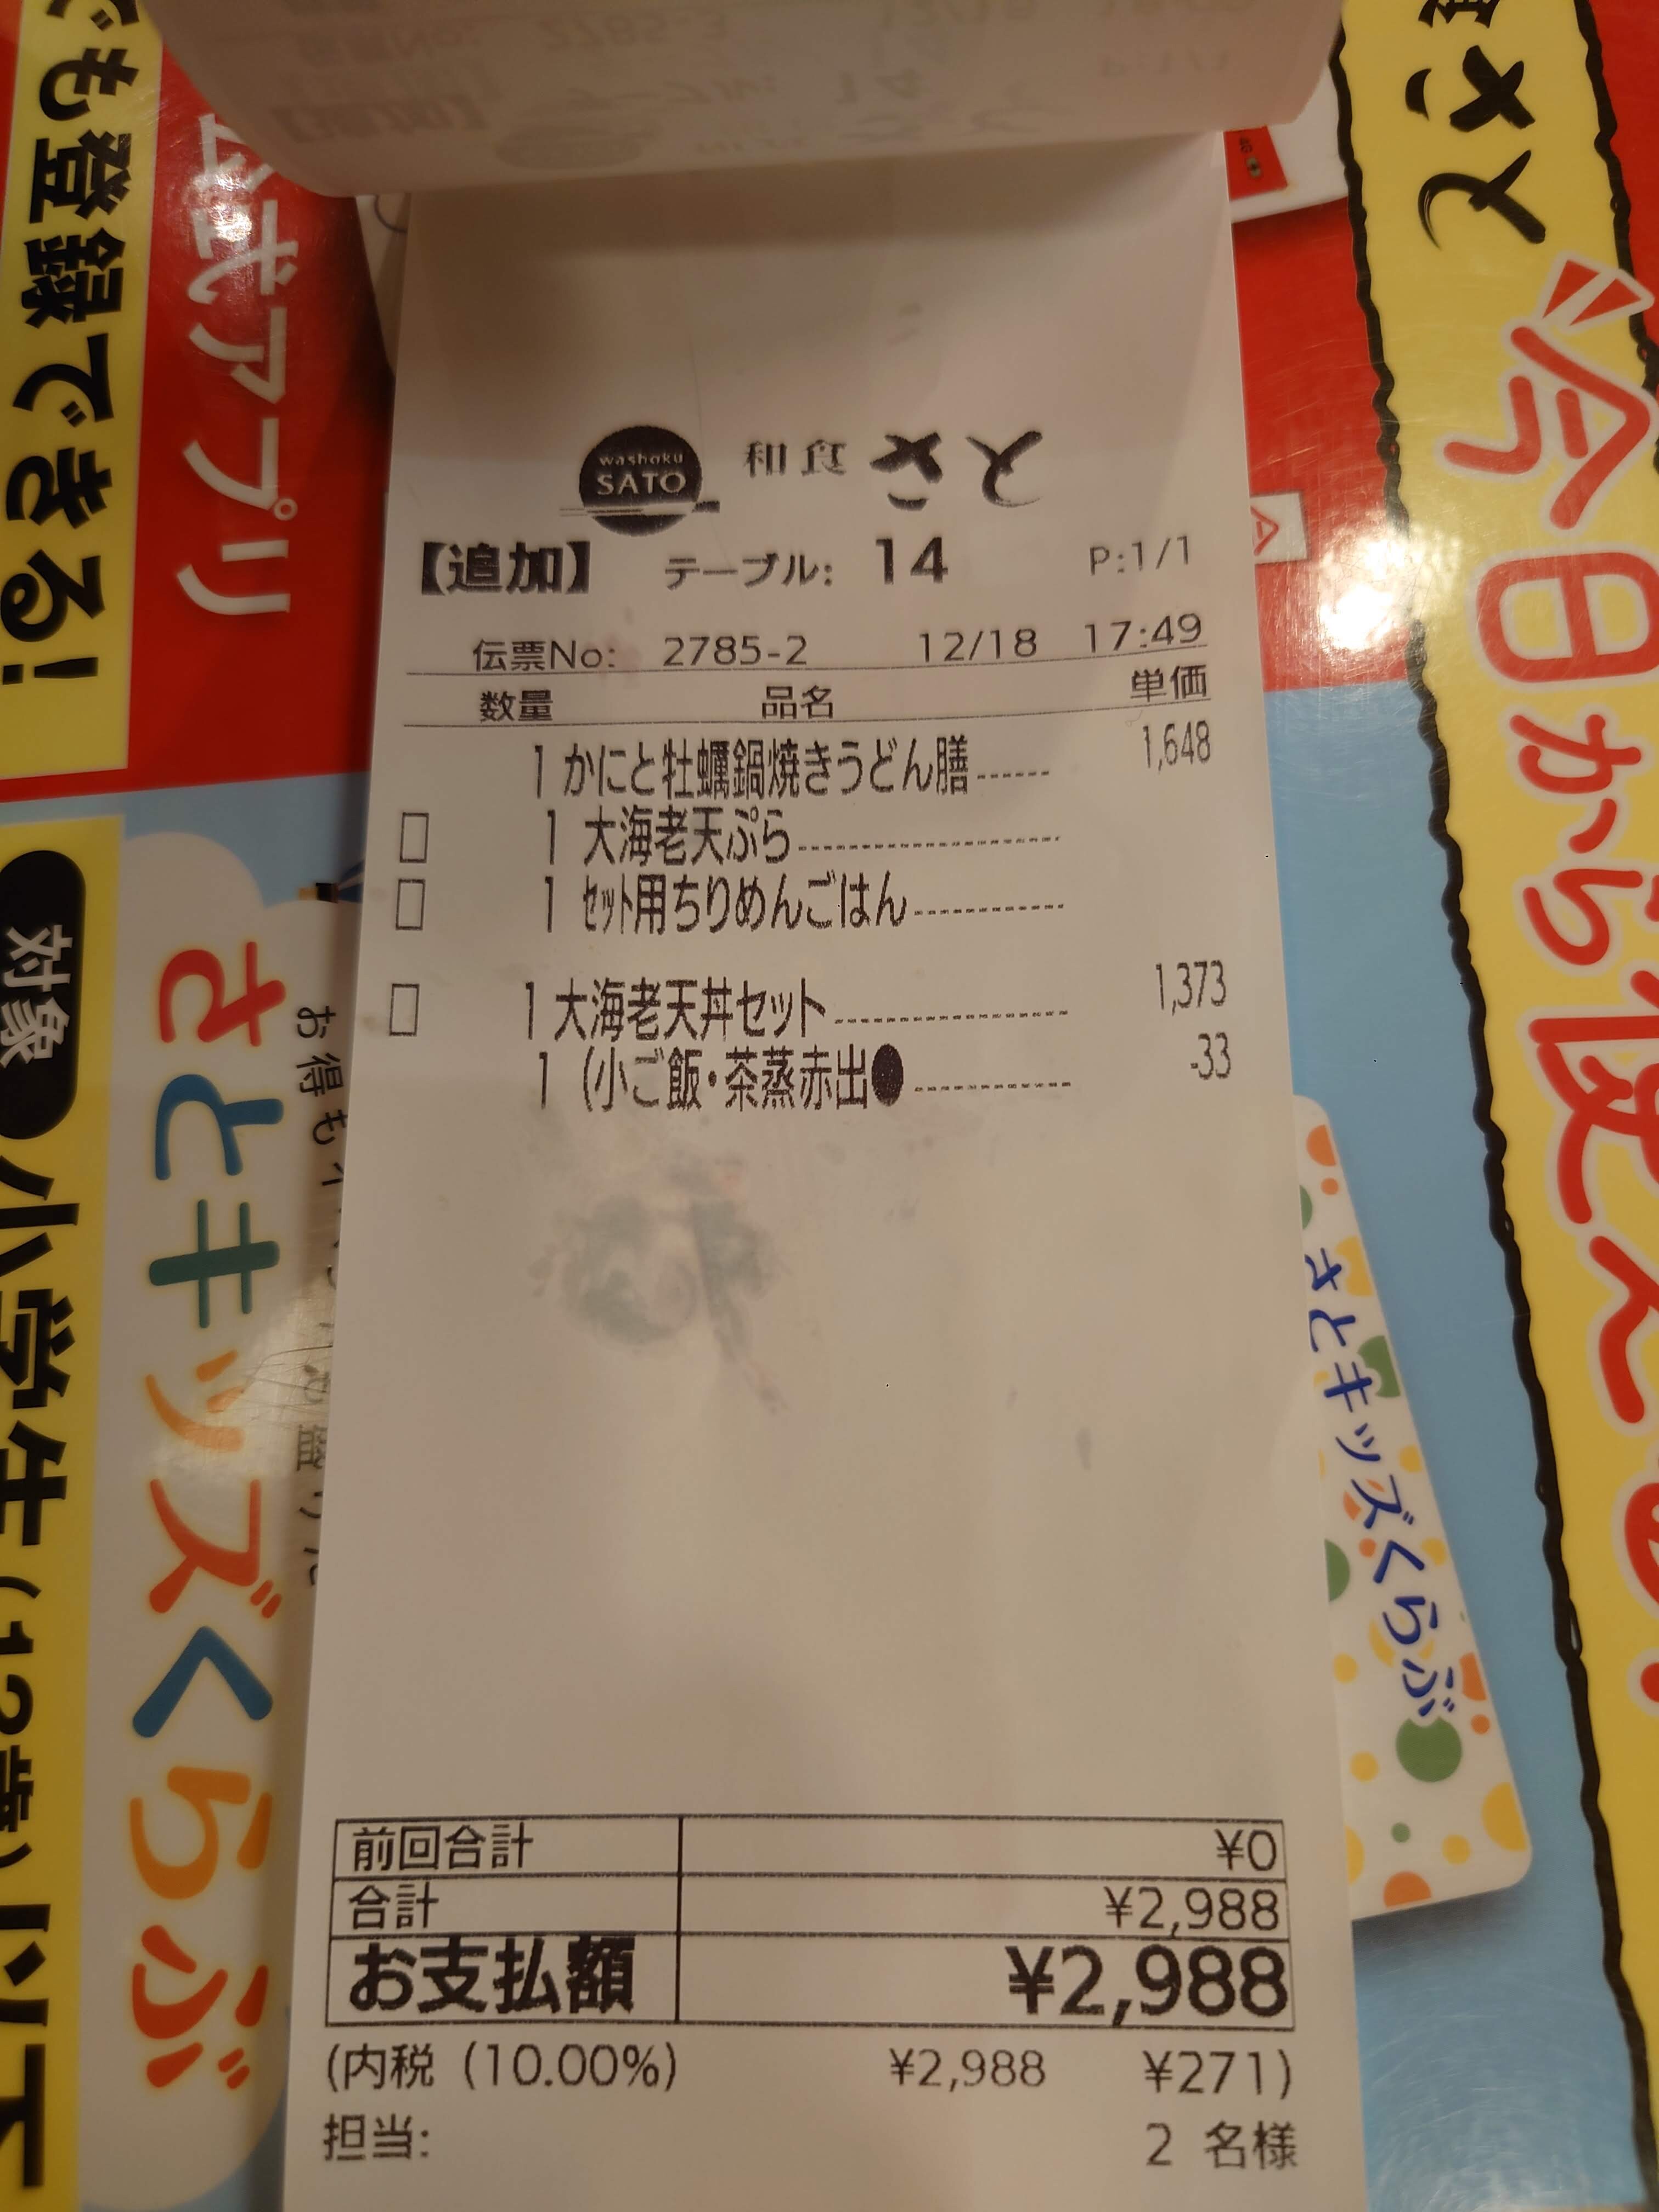 washoku
SATO
和食 さと
【追加】 テーブル: 14 P:1/1
伝票No: 2785-2 12/18 17:49
数量 品名 単価
1 かにと牡蠣鍋焼きうどん膳...... 1,648
□ 1 大海老天ぷら
□ 1 ｾｯﾄ用ちりめんごはん
□ 1 大海老天丼セット 1,373
1 (小ご飯・茶蒸赤出● -33
前回合計 ¥0
合計 ¥2,988
お支払額 ¥2,988
(内税 (10.00%) ¥2,988 ¥271)
担当: 2 名様
でも登録できる!
公式アプリ
対象
小学生(12歳)以下
さとキッズくらぶ
さと
今日から使える!
さとキッズくらぶ